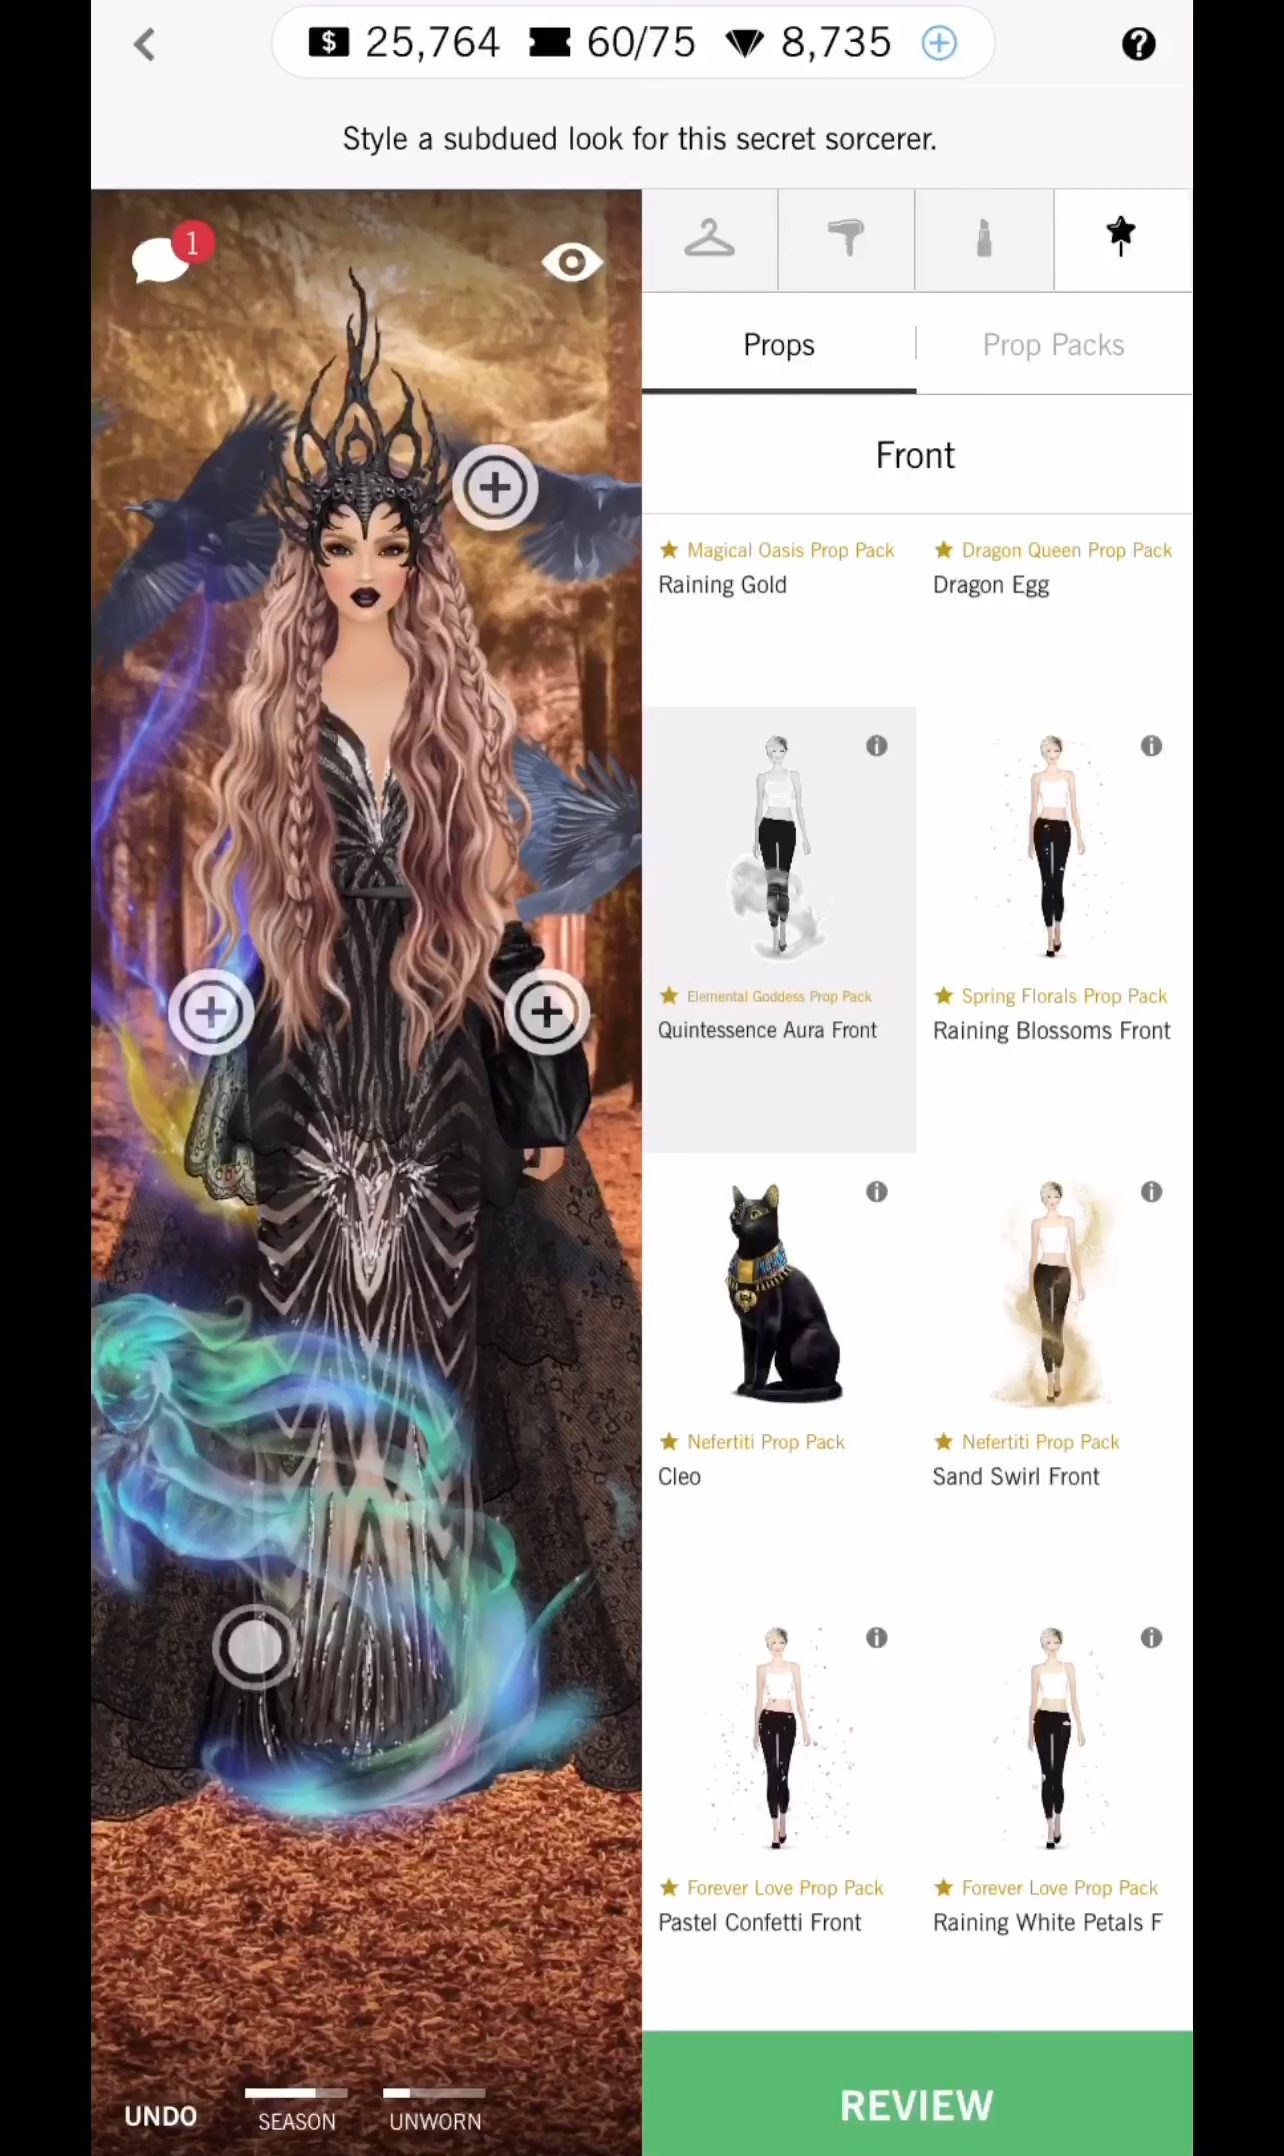 $ 25,764 60/75 8,735
?
Style a subdued look for this secret sorcerer.
1
Props
Prop Packs
Front
Magical Oasis Prop Pack
Raining Gold
Dragon Queen Prop Pack
Dragon Egg
Elemental Goddess Prop Pack
Quintessence Aura Front
Spring Florals Prop Pack
Raining Blossoms Front
Nefertiti Prop Pack
Cleo
Nefertiti Prop Pack
Sand Swirl Front
Forever Love Prop Pack
Pastel Confetti Front
Forever Love Prop Pack
Raining White Petals F
UNDO
SEASON
UNWORN
REVIEW